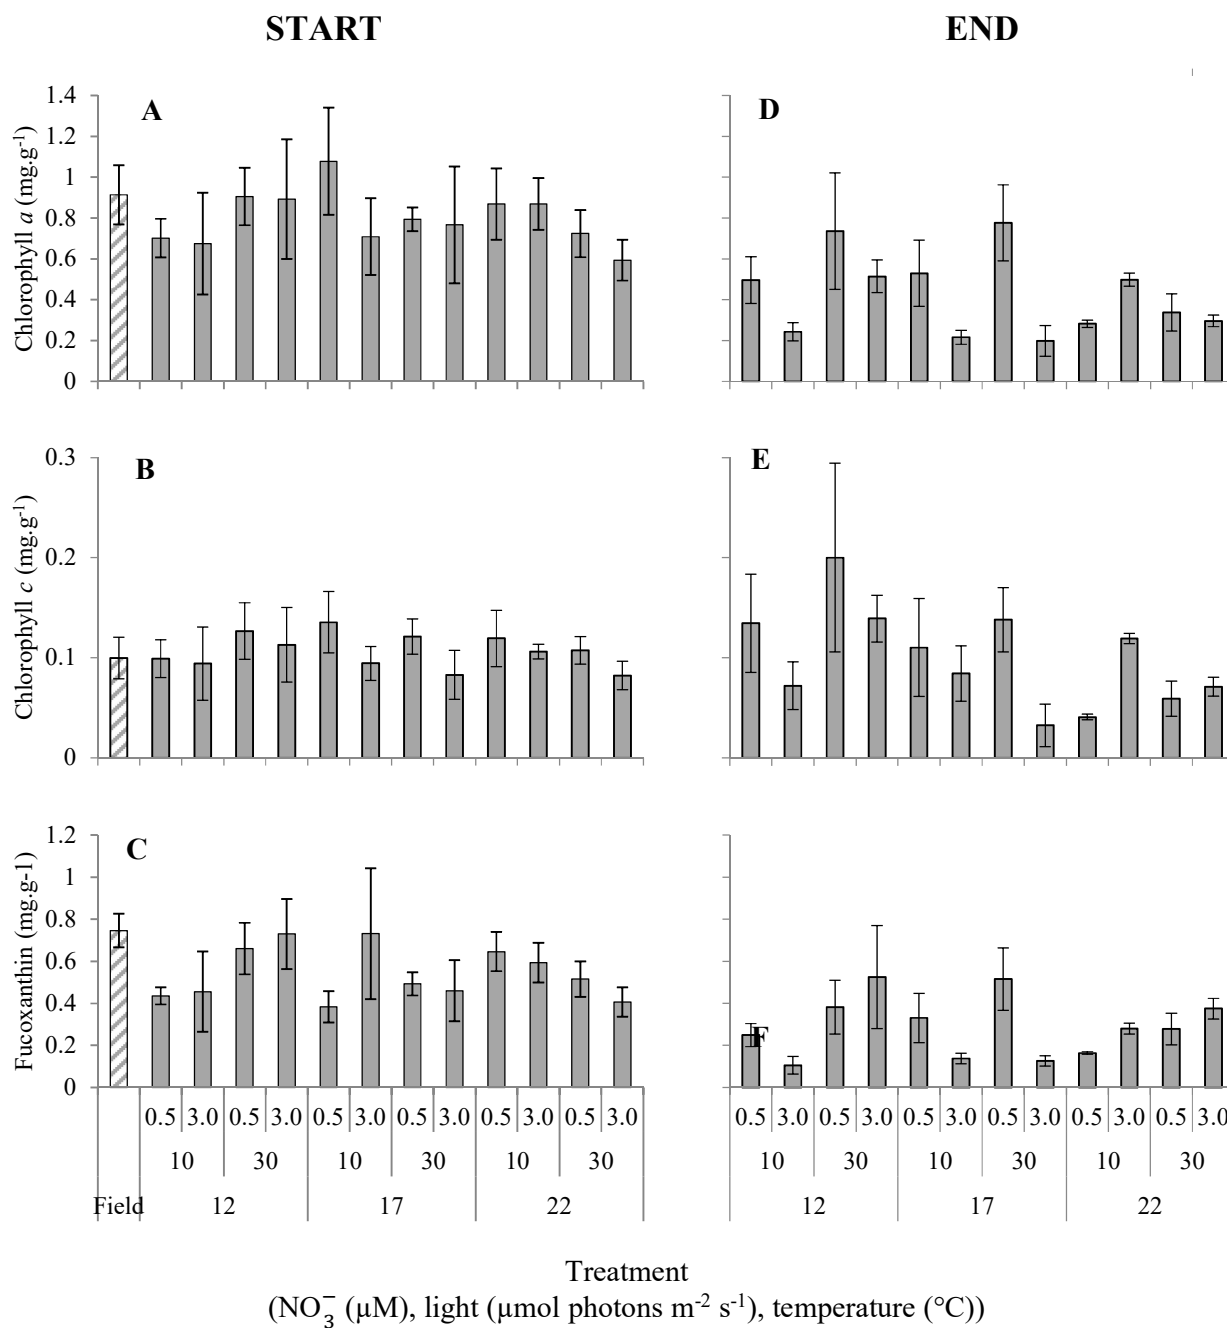 START
END
A
Chlorophyll a (mg.g-1)
1.4
1.2
1
0.8
0.6
0.4
0.2
0
D
B
Chlorophyll c (mg.g-1)
0.3
0.2
0.1
0
E
C
Fucoxanthin (mg.g-1)
1.2
1
0.8
0.6
0.4
0.2
0
F
0.5 3.0 0.5 3.0 0.5 3.0 0.5 3.0 0.5 3.0 0.5 3.0
10 30 10 30 10 30
Field 12 17 22
0.5 3.0 0.5 3.0 0.5 3.0 0.5 3.0 0.5 3.0 0.5 3.0
10 30 10 30 10 30
12 17 22
Treatment
(NO3− (µM), light (µmol photons m-2 s-1), temperature (°C))